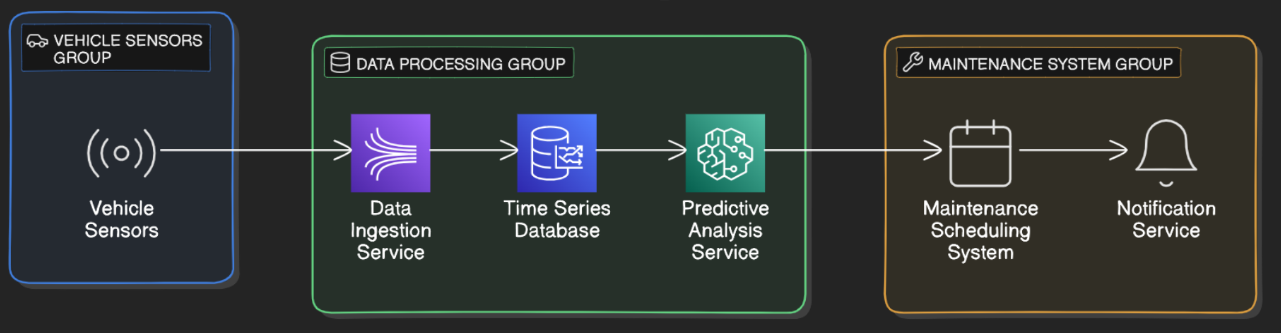 VEHICLE SENSORS
GROUP
DATA PROCESSING GROUP
MAINTENANCE SYSTEM GROUP
Vehicle
Sensors
Data
Ingestion
Service
Time Series
Database
Predictive
Analysis
Service
Maintenance
Scheduling
System
Notification
Service